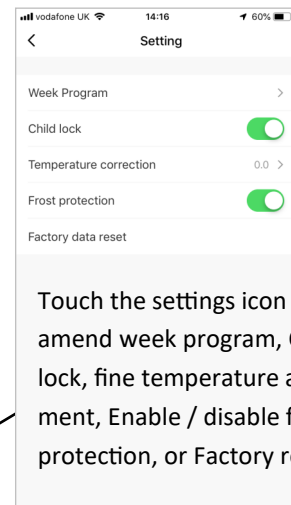 vodafone UK 14:16 60%
Setting
Week Program
Child lock
Temperature correction 0.0
Frost protection
Factory data reset
Touch the settings icon
amend week program,
lock, fine temperature
ment, Enable / disable
protection, or Factory